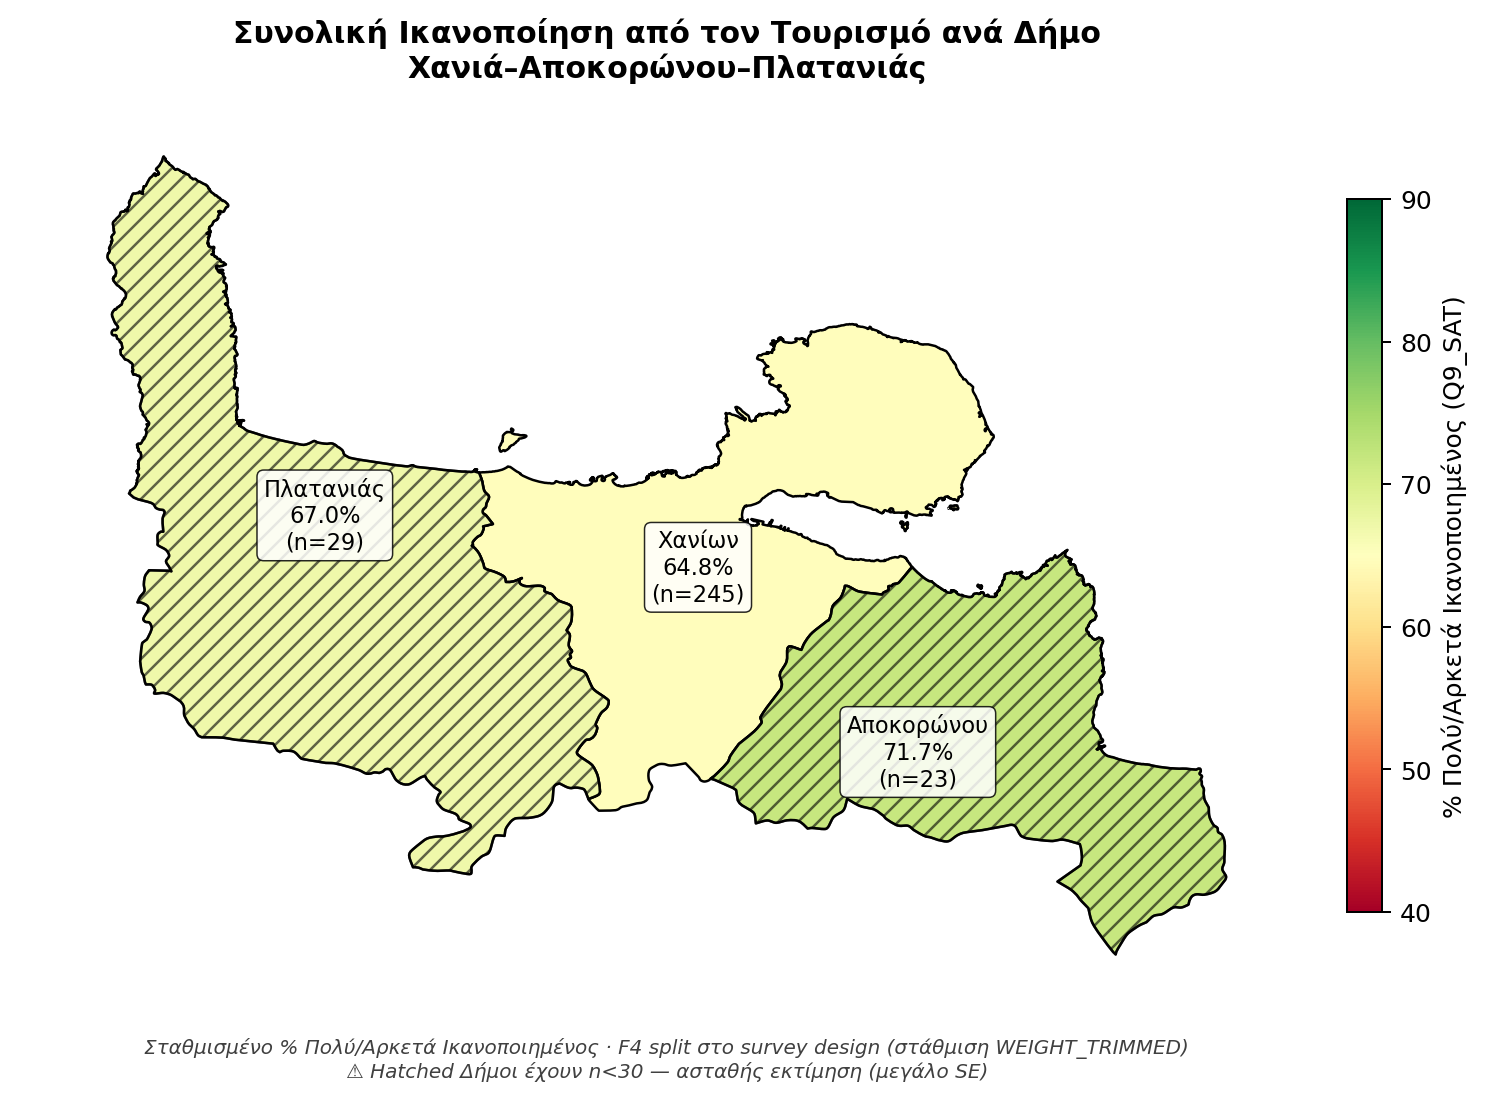 Συνολική Ικανοποίηση από τον Τουρισμό ανά Δήμο
Χανιά–Αποκορώνου–Πλατανιάς
Πλατανιάς
67.0%
(n=29)
Χανίων
64.8%
(n=245)
Αποκορώνου
71.7%
(n=23)
90
80
70
60
50
40
% Πολύ/Αρκετά Ικανοποιημένος (Q9_SAT)
Σταθμισμένο % Πολύ/Αρκετά Ικανοποιημένος · F4 split στο survey design (στάθμιση WEIGHT_TRIMMED)
⚠ Hatched Δήμοι έχουν n<30 — ασταθής εκτίμηση (μεγάλο SE)